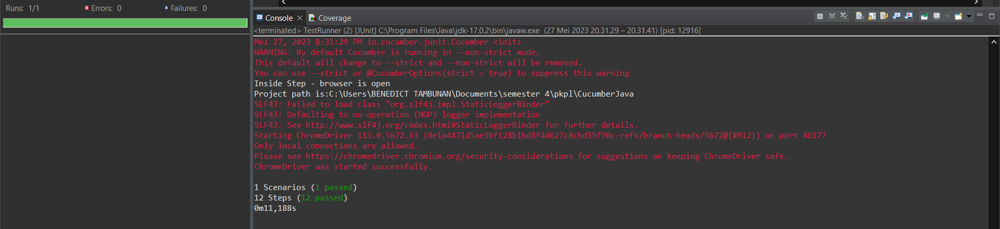 Runs: 1/1 Errors: 0 Failures: 0
Console Coverage
<terminated> TestRunner (2) [JUnit] C:\Program Files\Java\jdk-17.0.2\bin\javaw.exe (27 Mei 2023 20.31.29 – 20.31.41) [pid: 12916]
Mei 27, 2023 8:31:29 PM io.cucumber.junit.Cucumber <init>
WARNING: By default Cucumber is running in --non-strict mode.
This default will change to --strict and --non-strict will be removed.
You can use --strict or @CucumberOptions(strict = true) to suppress this warning
Inside Step - browser is open
Project path is:C:\Users\BENEDICT TAMBUNAN\Documents\semester 4\pkpl\CucumberJava
SLF4J: Failed to load class "org.slf4j.impl.StaticLoggerBinder".
SLF4J: Defaulting to no-operation (NOP) logger implementation
SLF4J: See http://www.slf4j.org/codes.html#StaticLoggerBinder for further details.
Starting ChromeDriver 113.0.5672.63 (0e1a4471d5ae5bf128b1bd8f4d627c8cbd55f70c-refs/branch-heads/5672@{#912}) on port 46177
Only local connections are allowed.
Please see https://chromedriver.chromium.org/security-considerations for suggestions on keeping ChromeDriver safe.
ChromeDriver was started successfully.
1 Scenarios (1 passed)
12 Steps (12 passed)
0m11,188s